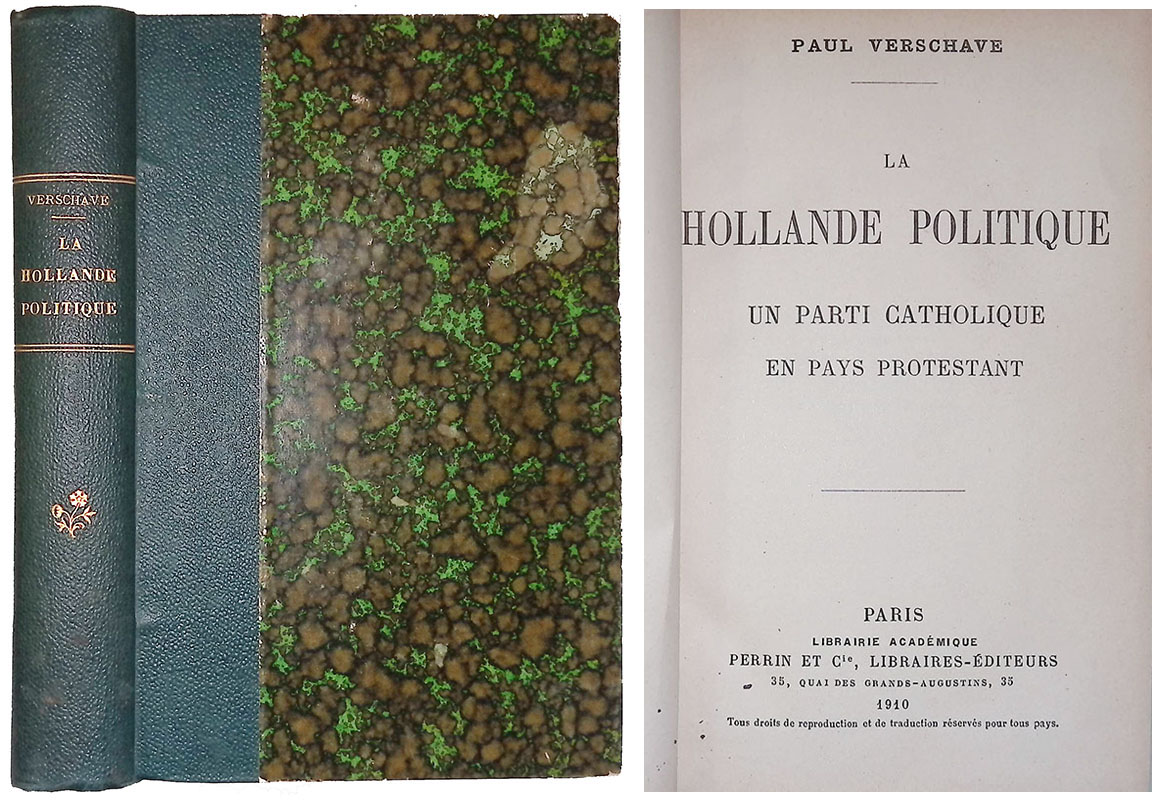 VERSCHAVE
LA
HOLLANDE
POLITIQUE
PAUL VERSCHAVE
LA
HOLLANDE POLITIQUE
UN PARTI CATHOLIQUE
EN PAYS PROTESTANT
PARIS
LIBRAIRIE ACADÉMIQUE
PERRIN ET Cie, LIBRAIRES-ÉDITEURS
35, QUAI DES GRANDS-AUGUSTINS, 35
1910
Tous droits de reproduction et de traduction réservés pour tous pays.